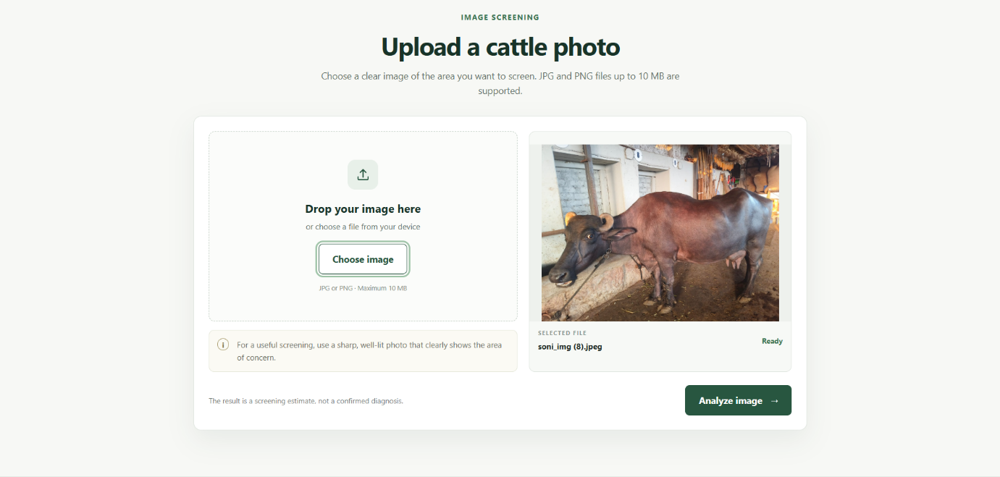 IMAGE SCREENING
Upload a cattle photo
Choose a clear image of the area you want to screen. JPG and PNG files up to 10 MB are
supported.
Drop your image here
or choose a file from your device
Choose image
JPG or PNG · Maximum 10 MB
For a useful screening, use a sharp, well-lit photo that clearly shows the area
of concern.
SELECTED FILE
soni_img (8).jpeg
Ready
The result is a screening estimate, not a confirmed diagnosis.
Analyze image →